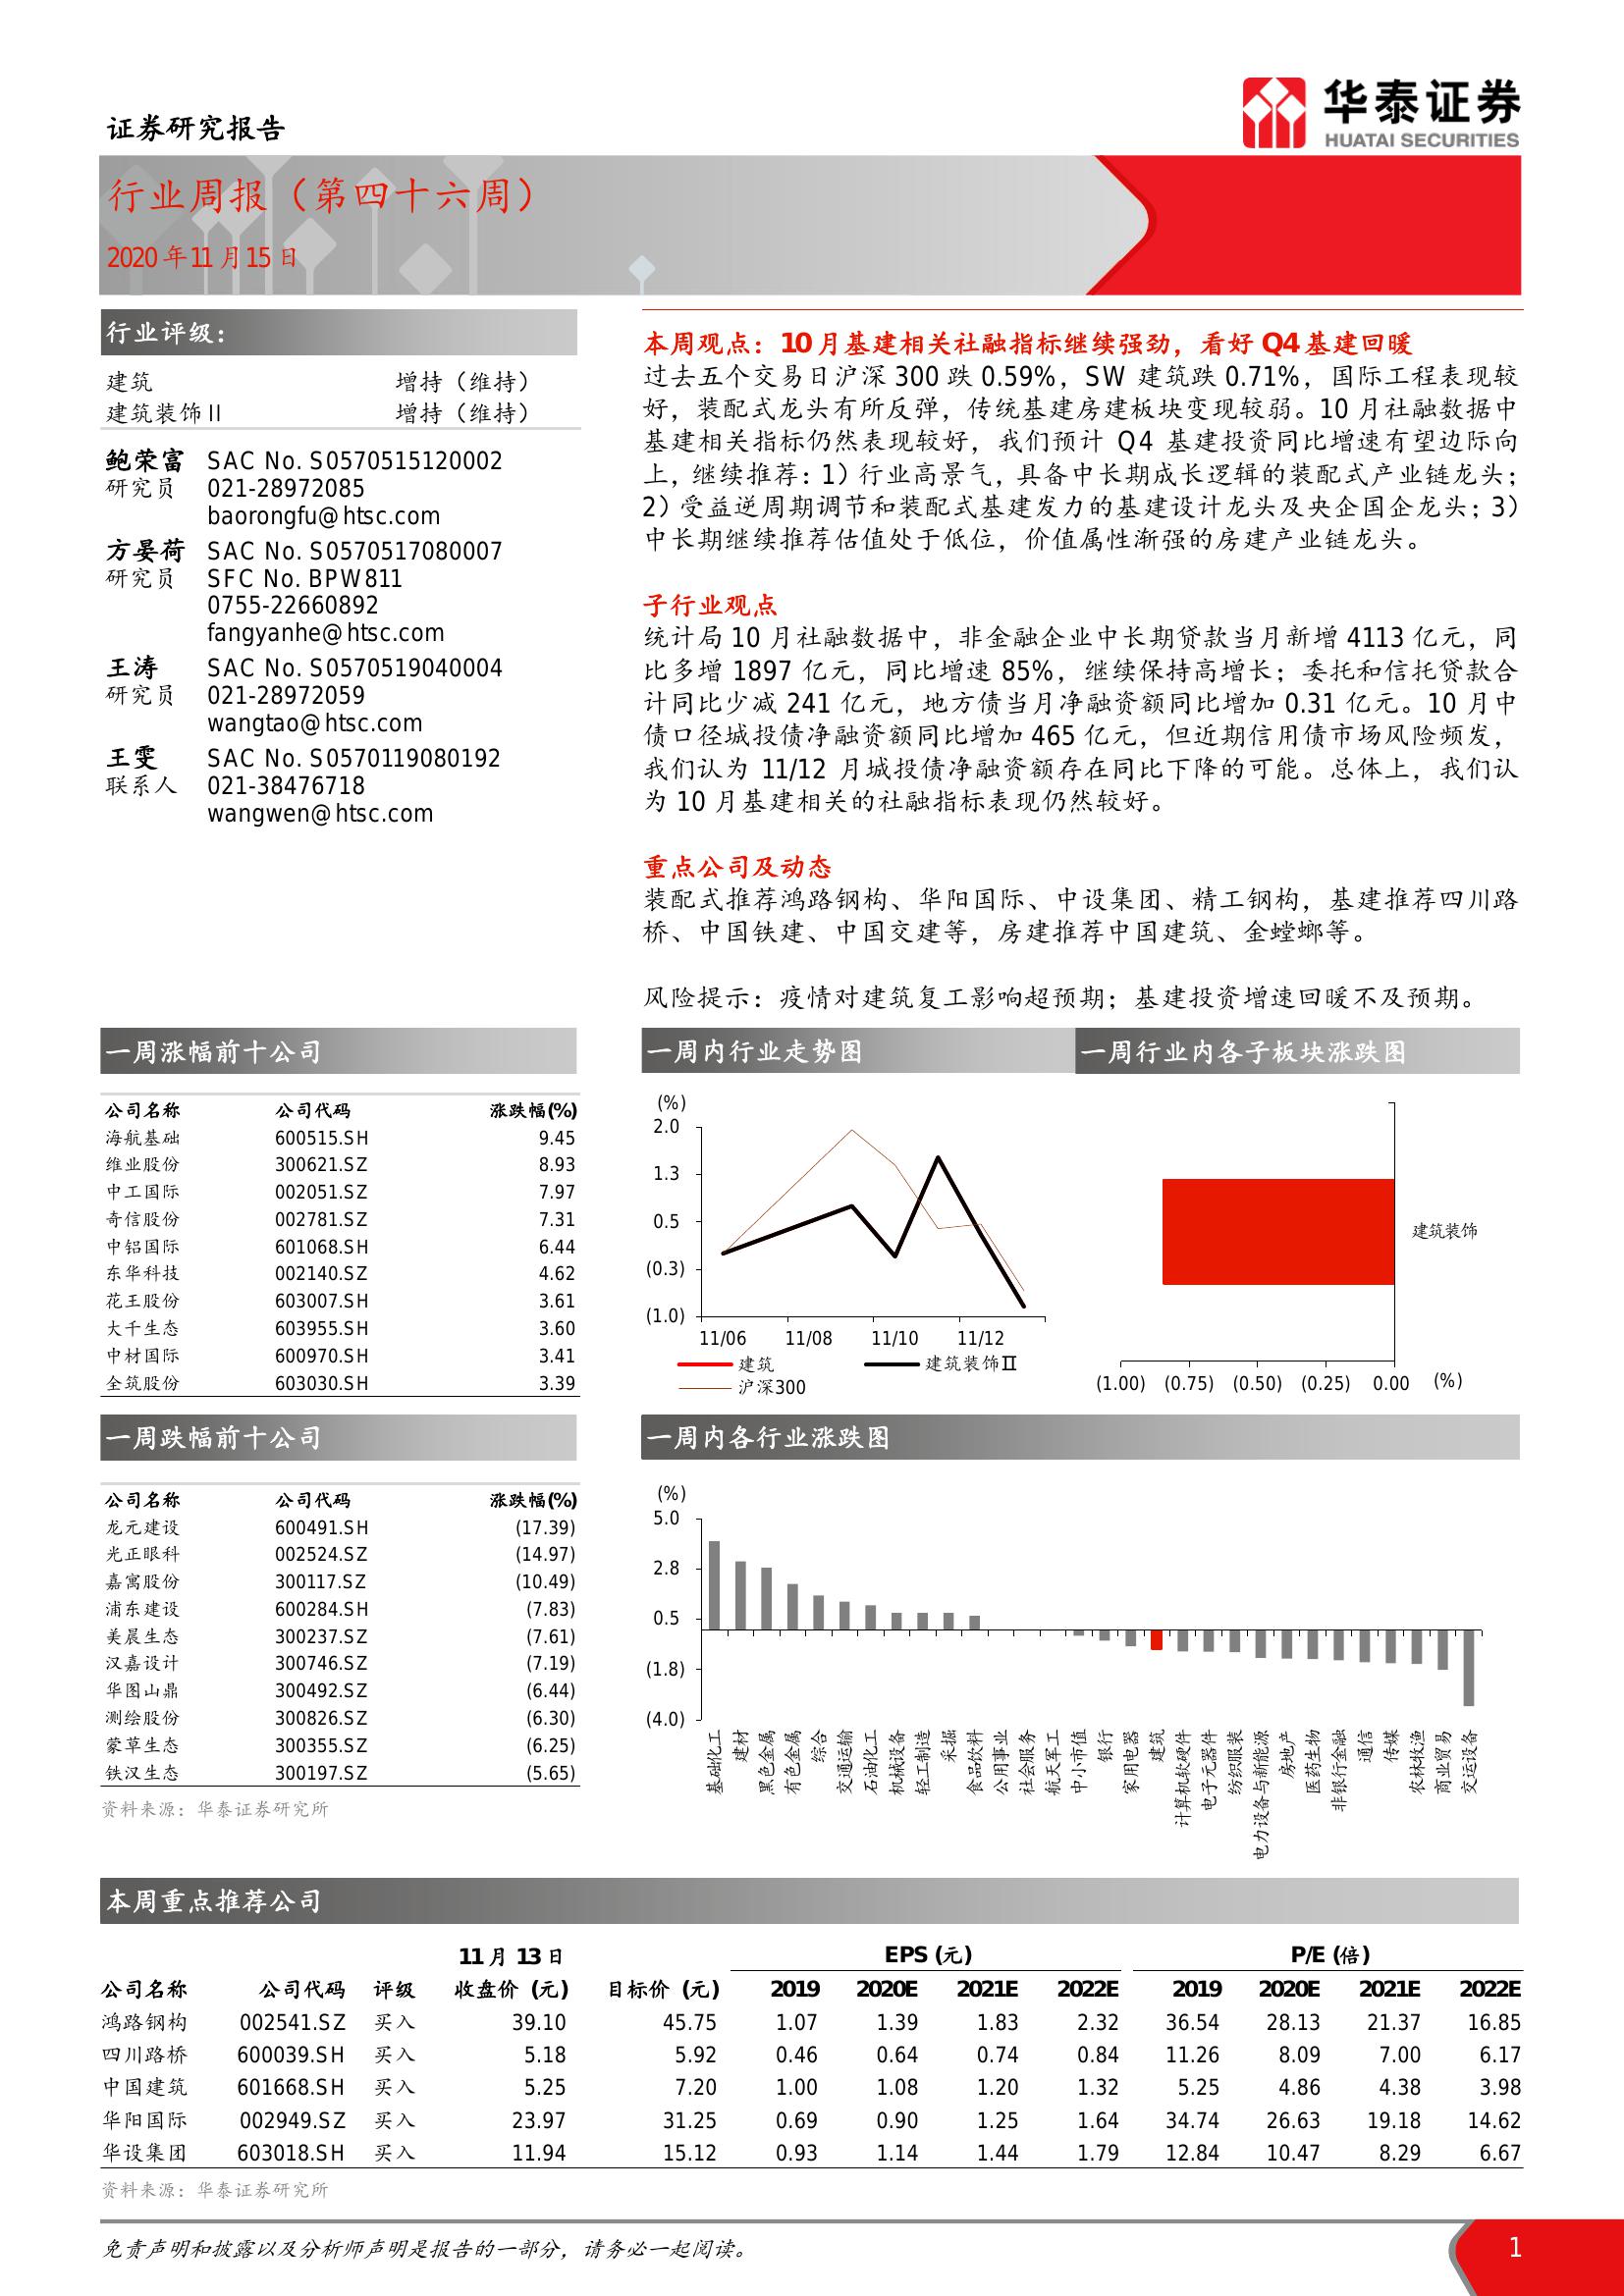 证券研究报告
华泰证券
HUATAI SECURITIES
行业周报（第四十六周）
2020 年 11 月 15 日
行业评级：
建筑 增持（维持）
建筑装饰Ⅱ 增持（维持）
鲍荣富 SAC No. S0570515120002
研究员 021-28972085
baorongfu@htsc.com
方晏荷 SAC No. S0570517080007
研究员 SFC No. BPW811
0755-22660892
fangyanhe@htsc.com
王涛 SAC No. S0570519040004
研究员 021-28972059
wangtao@htsc.com
王雯 SAC No. S0570119080192
联系人 021-38476718
wangwen@htsc.com
本周观点：10 月基建相关社融指标继续强劲，看好 Q4 基建回暖
过去五个交易日沪深 300 跌 0.59%，SW 建筑跌 0.71%，国际工程表现较
好，装配式龙头有所反弹，传统基建房建板块变现较弱。10 月社融数据中
基建相关指标仍然表现较好，我们预计 Q4 基建投资同比增速有望边际向
上，继续推荐：1）行业高景气，具备中长期成长逻辑的装配式产业链龙头；
2）受益逆周期调节和装配式基建发力的基建设计龙头及央企国企龙头；3）
中长期继续推荐估值处于低位，价值属性渐强的房建产业链龙头。
子行业观点
统计局 10 月社融数据中，非金融企业中长期贷款当月新增 4113 亿元，同
比多增 1897 亿元，同比增速 85%，继续保持高增长；委托和信托贷款合
计同比少减 241 亿元，地方债当月净融资额同比增加 0.31 亿元。10 月中
债口径城投债净融资额同比增加 465 亿元，但近期信用债市场风险频发，
我们认为 11/12 月城投债净融资额存在同比下降的可能。总体上，我们认
为 10 月基建相关的社融指标表现仍然较好。
重点公司及动态
装配式推荐鸿路钢构、华阳国际、中设集团、精工钢构，基建推荐四川路
桥、中国铁建、中国交建等，房建推荐中国建筑、金螳螂等。
风险提示：疫情对建筑复工影响超预期；基建投资增速回暖不及预期。
一周涨幅前十公司
公司名称 公司代码 涨跌幅(%)
海航基础 600515.SH 9.45
维业股份 300621.SZ 8.93
中工国际 002051.SZ 7.97
奇信股份 002781.SZ 7.31
中铝国际 601068.SH 6.44
东华科技 002140.SZ 4.62
花王股份 603007.SH 3.61
大千生态 603955.SH 3.60
中材国际 600970.SH 3.41
全筑股份 603030.SH 3.39
一周内行业走势图
(%)
2.0
1.3
0.5
(0.3)
(1.0)
11/06 11/08 11/10 11/12
建筑 建筑装饰Ⅱ
沪深300
一周行业内各子板块涨跌图
建筑装饰
(1.00) (0.75) (0.50) (0.25) 0.00 (%)
一周跌幅前十公司
公司名称 公司代码 涨跌幅(%)
龙元建设 600491.SH (17.39)
光正眼科 002524.SZ (14.97)
嘉寓股份 300117.SZ (10.49)
浦东建设 600284.SH (7.83)
美晨生态 300237.SZ (7.61)
汉嘉设计 300746.SZ (7.19)
华图山鼎 300492.SZ (6.44)
测绘股份 300826.SZ (6.30)
蒙草生态 300355.SZ (6.25)
铁汉生态 300197.SZ (5.65)
资料来源：华泰证券研究所
一周内各行业涨跌图
(%)
5.0
2.8
0.5
(1.8)
(4.0)
基础化工
建材
黑色金属
有色金属
综合
交通运输
石油化工
机械设备
轻工制造
采掘
食品饮料
公用事业
社会服务
航天军工
中小市值
银行
家用电器
建筑
计算机软硬件
电子元器件
纺织服装
电力设备与新能源
房地产
医药生物
非银行金融
通信
传媒
农林牧渔
商业贸易
交运设备
本周重点推荐公司
11 月 13 日 EPS (元) P/E (倍)
公司名称 公司代码 评级 收盘价 (元) 目标价 (元) 2019 2020E 2021E 2022E 2019 2020E 2021E 2022E
鸿路钢构 002541.SZ 买入 39.10 45.75 1.07 1.39 1.83 2.32 36.54 28.13 21.37 16.85
四川路桥 600039.SH 买入 5.18 5.92 0.46 0.64 0.74 0.84 11.26 8.09 7.00 6.17
中国建筑 601668.SH 买入 5.25 7.20 1.00 1.08 1.20 1.32 5.25 4.86 4.38 3.98
华阳国际 002949.SZ 买入 23.97 31.25 0.69 0.90 1.25 1.64 34.74 26.63 19.18 14.62
华设集团 603018.SH 买入 11.94 15.12 0.93 1.14 1.44 1.79 12.84 10.47 8.29 6.67
资料来源：华泰证券研究所
免责声明和披露以及分析师声明是报告的一部分，请务必一起阅读。
1